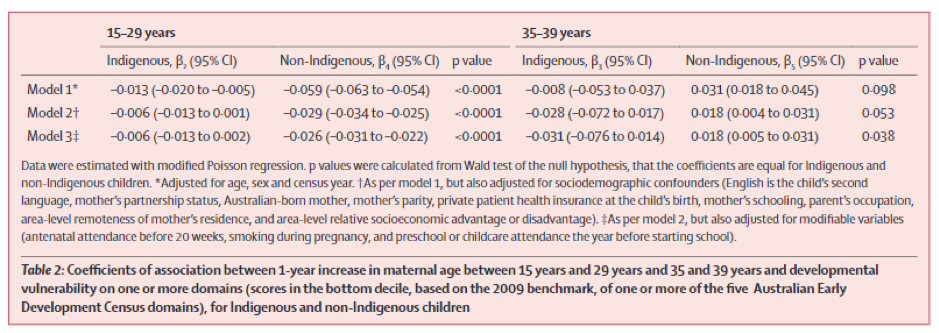 15–29 years 35–39 years
Indigenous, β₂ (95% CI) Non-Indigenous, β₄ (95% CI) p value Indigenous, β₃ (95% CI) Non-Indigenous, β₅ (95% CI) p value
Model 1* –0·013 (–0·020 to –0·005) –0·059 (–0·063 to –0·054) <0·0001 –0·008 (–0·053 to 0·037) 0·031 (0·018 to 0·045) 0·098
Model 2† –0·006 (–0·013 to 0·001) –0·029 (–0·034 to –0·025) <0·0001 –0·028 (–0·072 to 0·017) 0·018 (0·004 to 0·031) 0·053
Model 3‡ –0·006 (–0·013 to 0·002) –0·026 (–0·031 to –0·022) <0·0001 –0·031 (–0·076 to 0·014) 0·018 (0·005 to 0·031) 0·038
Data were estimated with modified Poisson regression. p values were calculated from Wald test of the null hypothesis, that the coefficients are equal for Indigenous and
non-Indigenous children. *Adjusted for age, sex and census year. †As per model 1, but also adjusted for sociodemographic confounders (English is the child's second
language, mother's partnership status, Australian-born mother, mother's parity, private patient health insurance at the child's birth, mother's schooling, parent's occupation,
area-level remoteness of mother's residence, and area-level relative socioeconomic advantage or disadvantage). ‡As per model 2, but also adjusted for modifiable variables
(antenatal attendance before 20 weeks, smoking during pregnancy, and preschool or childcare attendance the year before starting school).
Table 2: Coefficients of association between 1-year increase in maternal age between 15 years and 29 years and 35 and 39 years and developmental
vulnerability on one or more domains (scores in the bottom decile, based on the 2009 benchmark, of one or more of the five Australian Early
Development Census domains), for Indigenous and non-Indigenous children